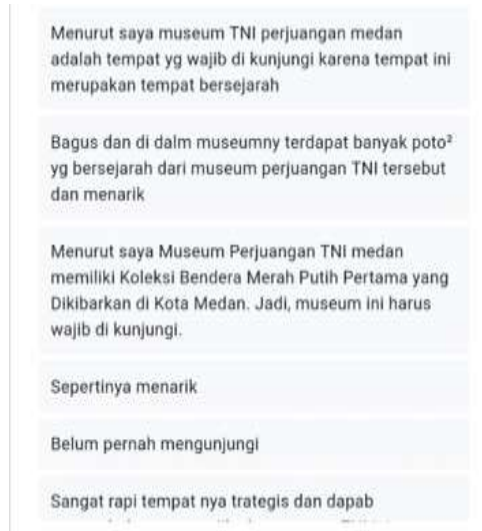 Menurut saya museum TNI perjuangan medan
adalah tempat yg wajib di kunjungi karena tempat ini
merupakan tempat bersejarah
Bagus dan di dalm museumny terdapat banyak poto²
yg bersejarah dari museum perjuangan TNI tersebut
dan menarik
Menurut saya Museum Perjuangan TNI medan
memiliki Koleksi Bendera Merah Putih Pertama yang
Dikibarkan di Kota Medan. Jadi, museum ini harus
wajib di kunjungi.
Sepertinya menarik
Belum pernah mengunjungi
Sangat rapi tempat nya trategis dan dapab